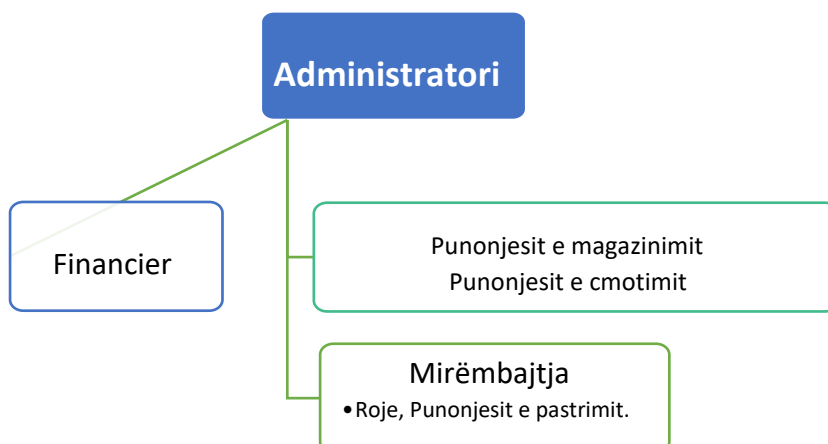 Administratori
Financier
Punonjesit e magazinimit
Punonjesit e cmotimit
Mirëmbajtja
•Roje, Punonjesit e pastrimit.